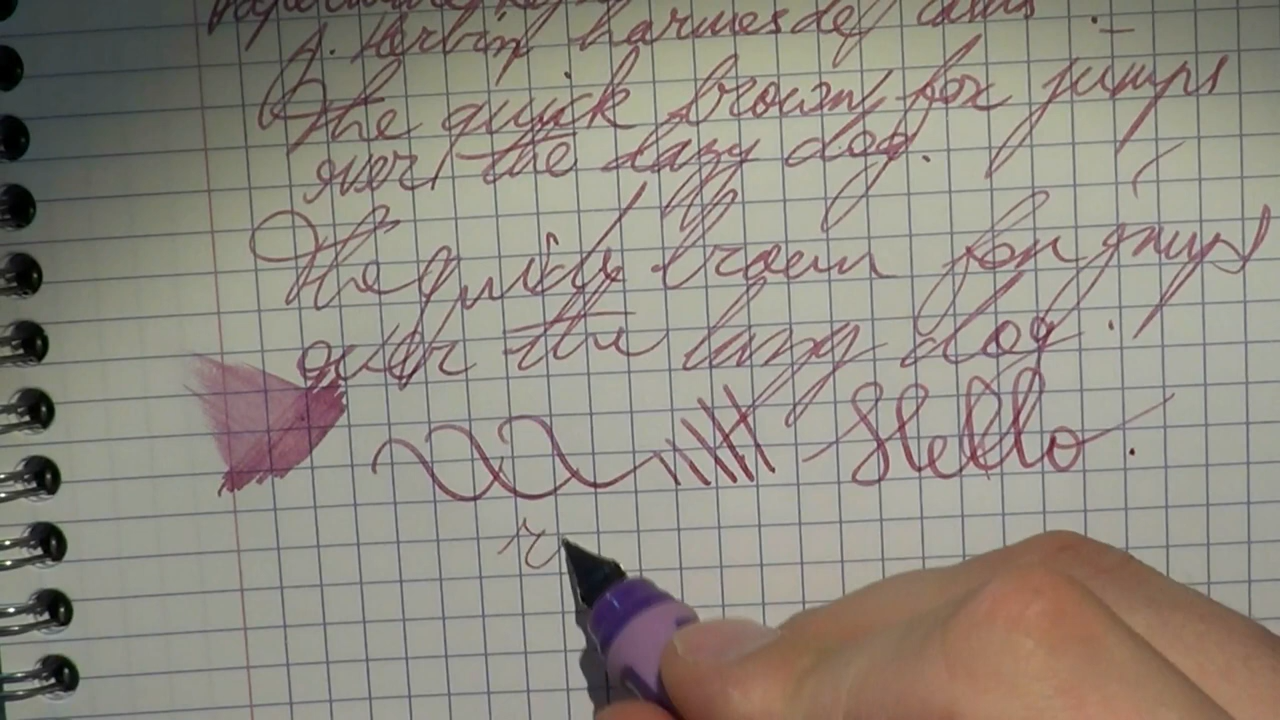 A. Herbin
The quick brown fox jumps
over the lazy dog.
The quick brown fox jumps
over the lazy dog.
Hello.
r